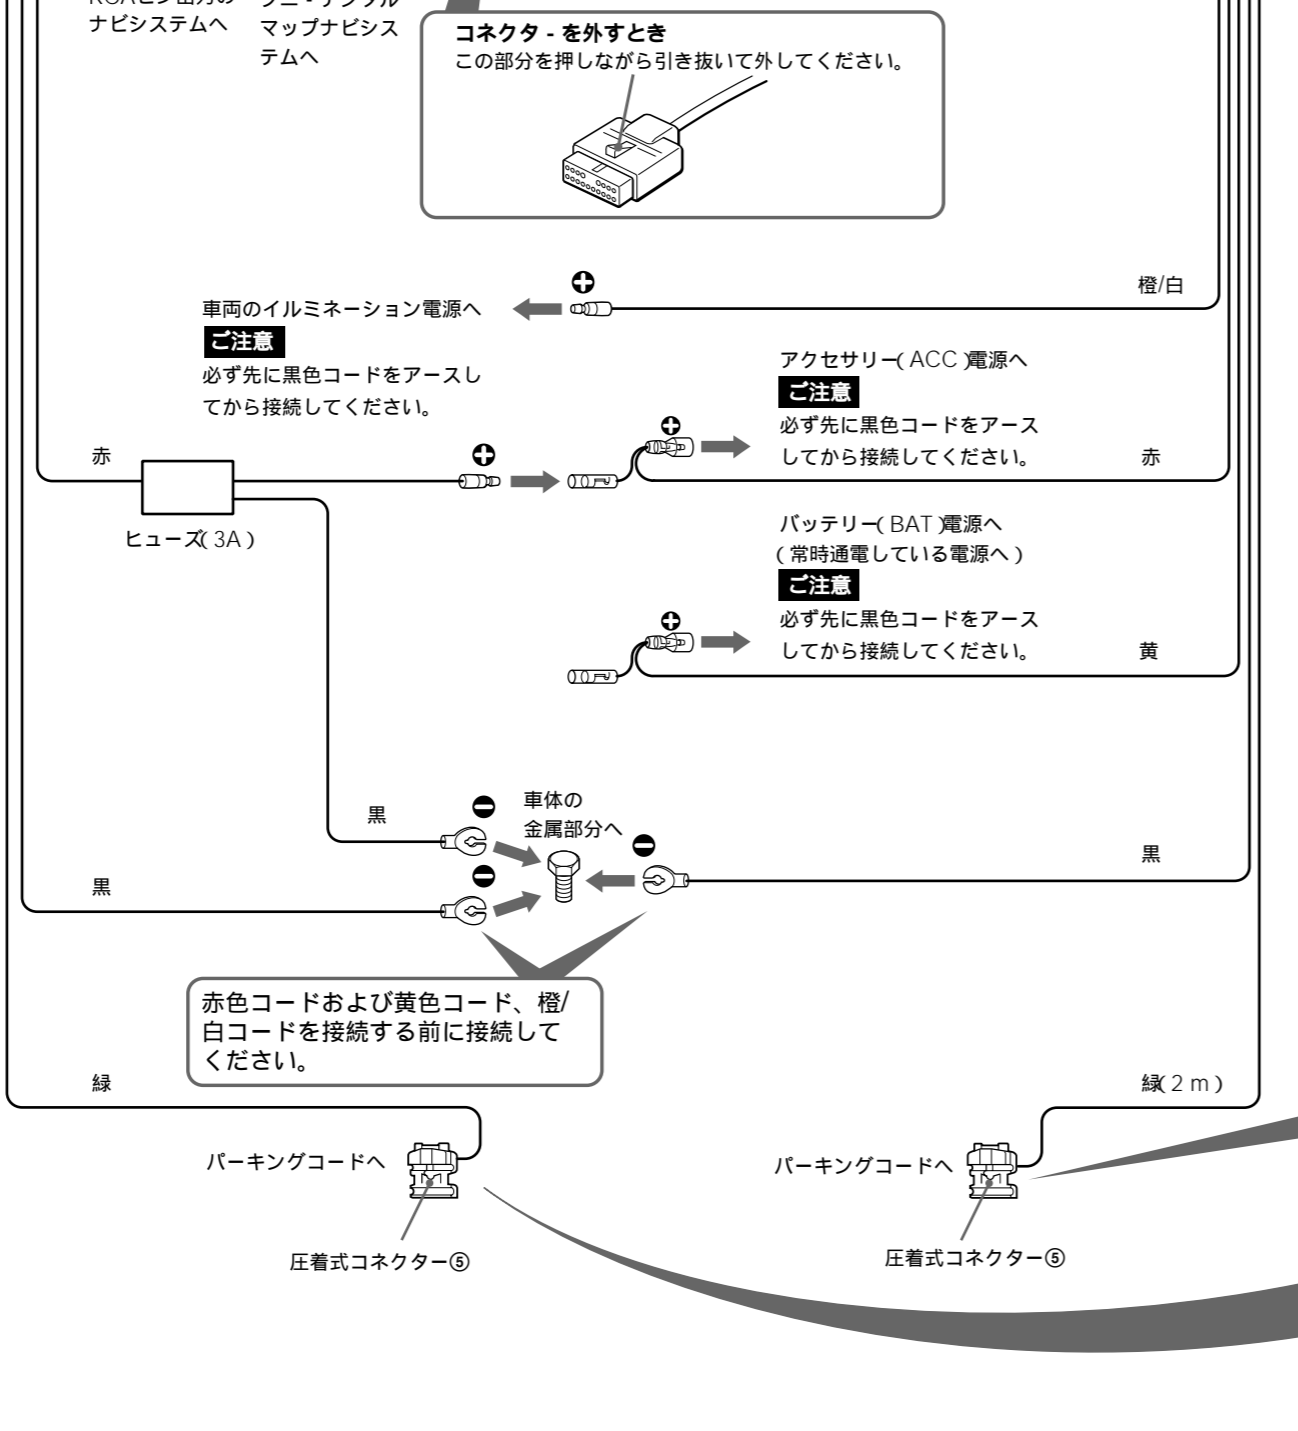 ナビシステムへ
マップナビシス
テムへ
コネクタ - を外すとき
この部分を押しながら引き抜いて外してください。
橙/白
車両のイルミネーション電源へ
ご注意
必ず先に黒色コードをアースし
てから接続してください。
アクセサリー(ACC)電源へ
ご注意
必ず先に黒色コードをアース
してから接続してください。
赤
赤
ヒューズ(3A)
バッテリー(BAT)電源へ
(常時通電している電源へ)
ご注意
必ず先に黒色コードをアース
してから接続してください。
黄
車体の
金属部分へ
黒
黒
黒
赤色コードおよび黄色コード、橙/
白コードを接続する前に接続して
ください。
緑
緑(2 m)
パーキングコードへ
パーキングコードへ
圧着式コネクター⑤
圧着式コネクター⑤